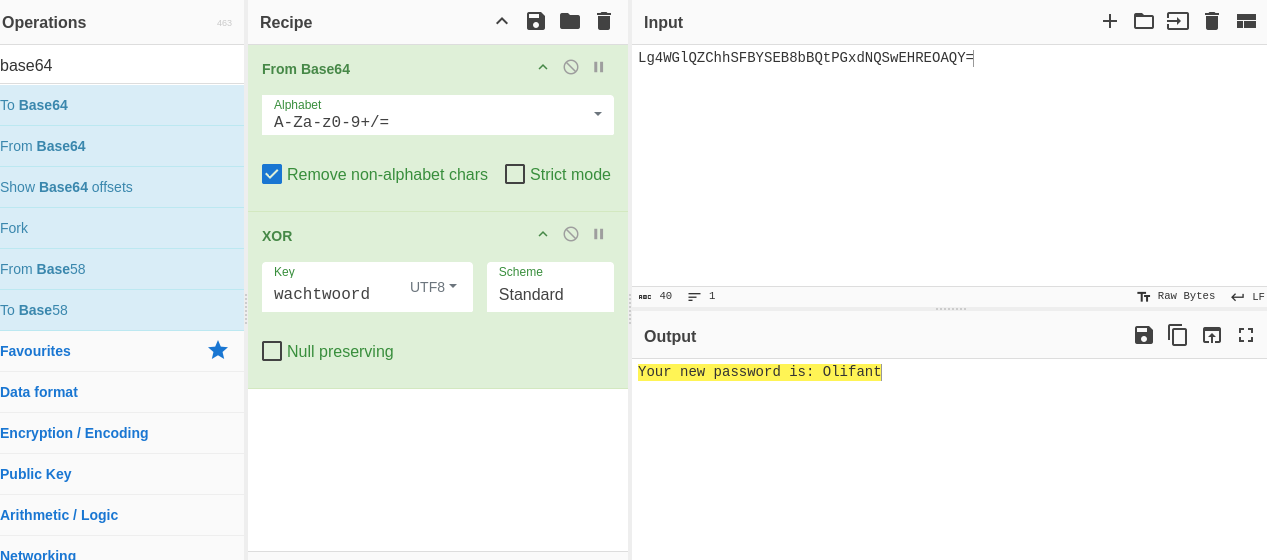 Operations 463
base64
To Base64
From Base64
Show Base64 offsets
Fork
From Base58
To Base58
Favourites
Data format
Encryption / Encoding
Public Key
Arithmetic / Logic
Networking
Recipe
From Base64
Alphabet
A-Za-z0-9+/=
Remove non-alphabet chars Strict mode
XOR
Key
wachtwoord UTF8
Scheme
Standard
Null preserving
Input
Lg4WGlQZChhSFBYSEB8bBQtPGxdNQSwEHREOAQY=
ABC 40 1 Raw Bytes LF
Output
Your new password is: Olifant